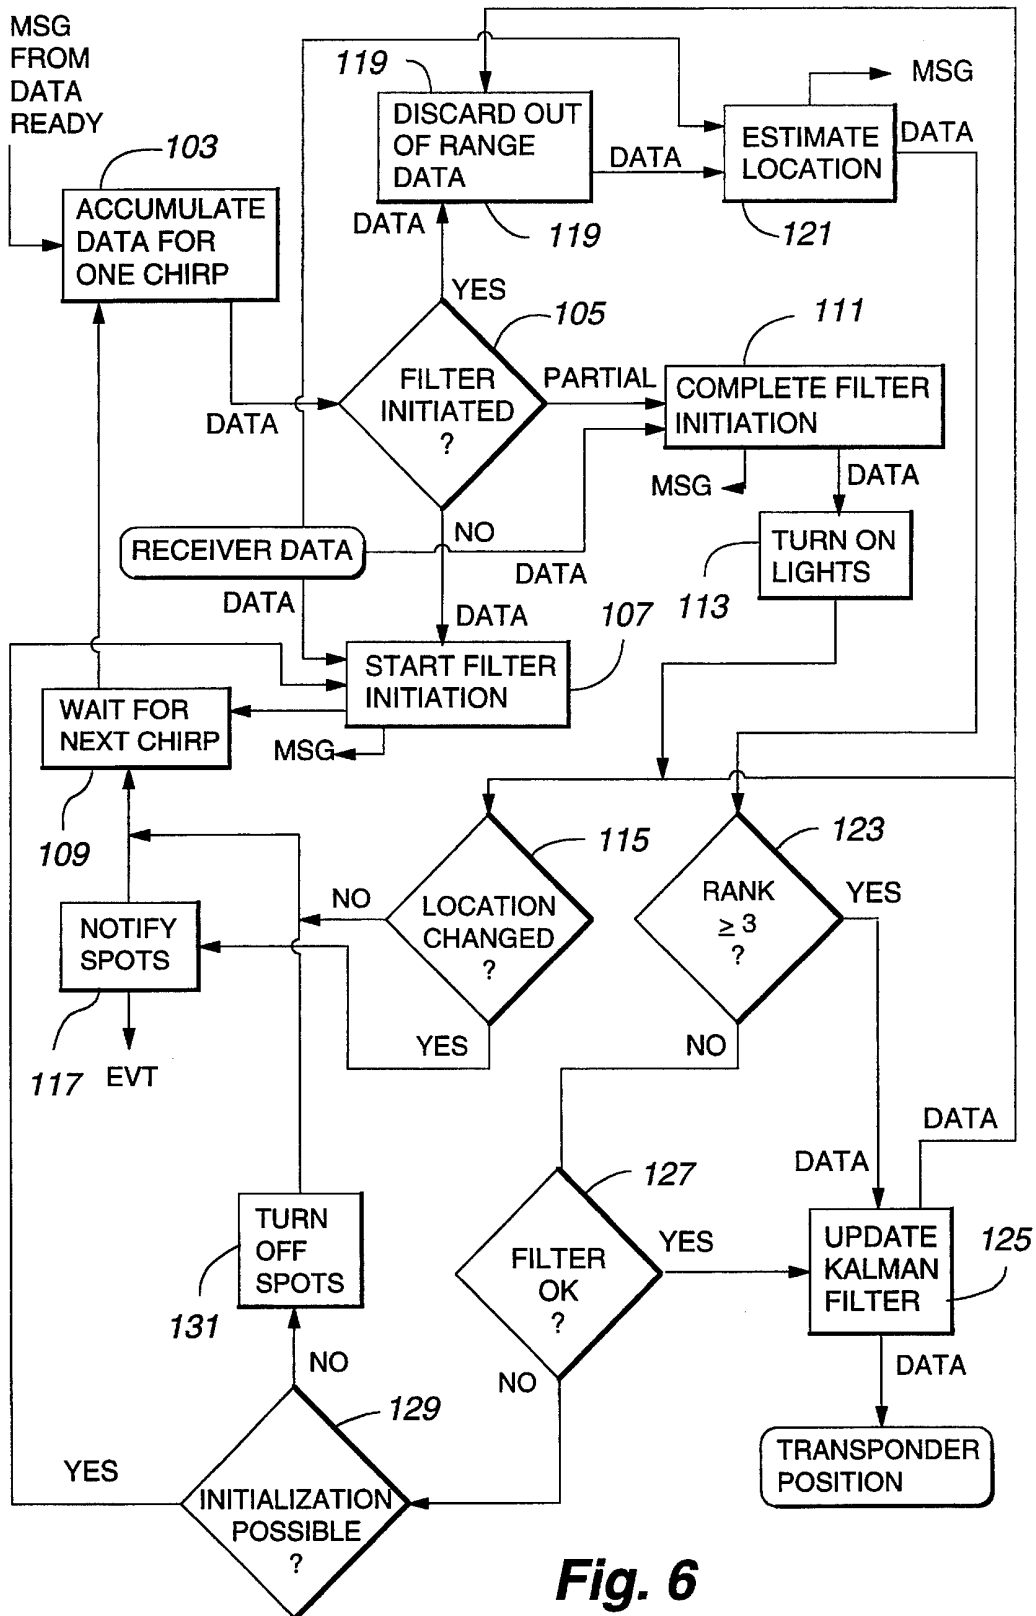 MSG
FROM
DATA
READY
103
ACCUMULATE
DATA FOR
ONE CHIRP
119
DISCARD OUT
OF RANGE
DATA
119
DATA
DATA
MSG
ESTIMATE
LOCATION
DATA
121
YES
105
FILTER
INITIATED
?
DATA
PARTIAL
111
COMPLETE FILTER
INITIATION
MSG
DATA
NO
RECEIVER DATA
DATA
DATA
DATA
TURN ON
LIGHTS
113
107
START FILTER
INITIATION
WAIT FOR
NEXT CHIRP
MSG
109
115
LOCATION
CHANGED
?
NO
YES
123
RANK
≥ 3
?
YES
NO
NOTIFY
SPOTS
117
EVT
DATA
DATA
127
FILTER
OK
?
YES
NO
UPDATE
KALMAN
FILTER
125
DATA
TRANSPONDER
POSITION
TURN
OFF
SPOTS
131
NO
129
YES
INITIALIZATION
POSSIBLE
?
Fig. 6